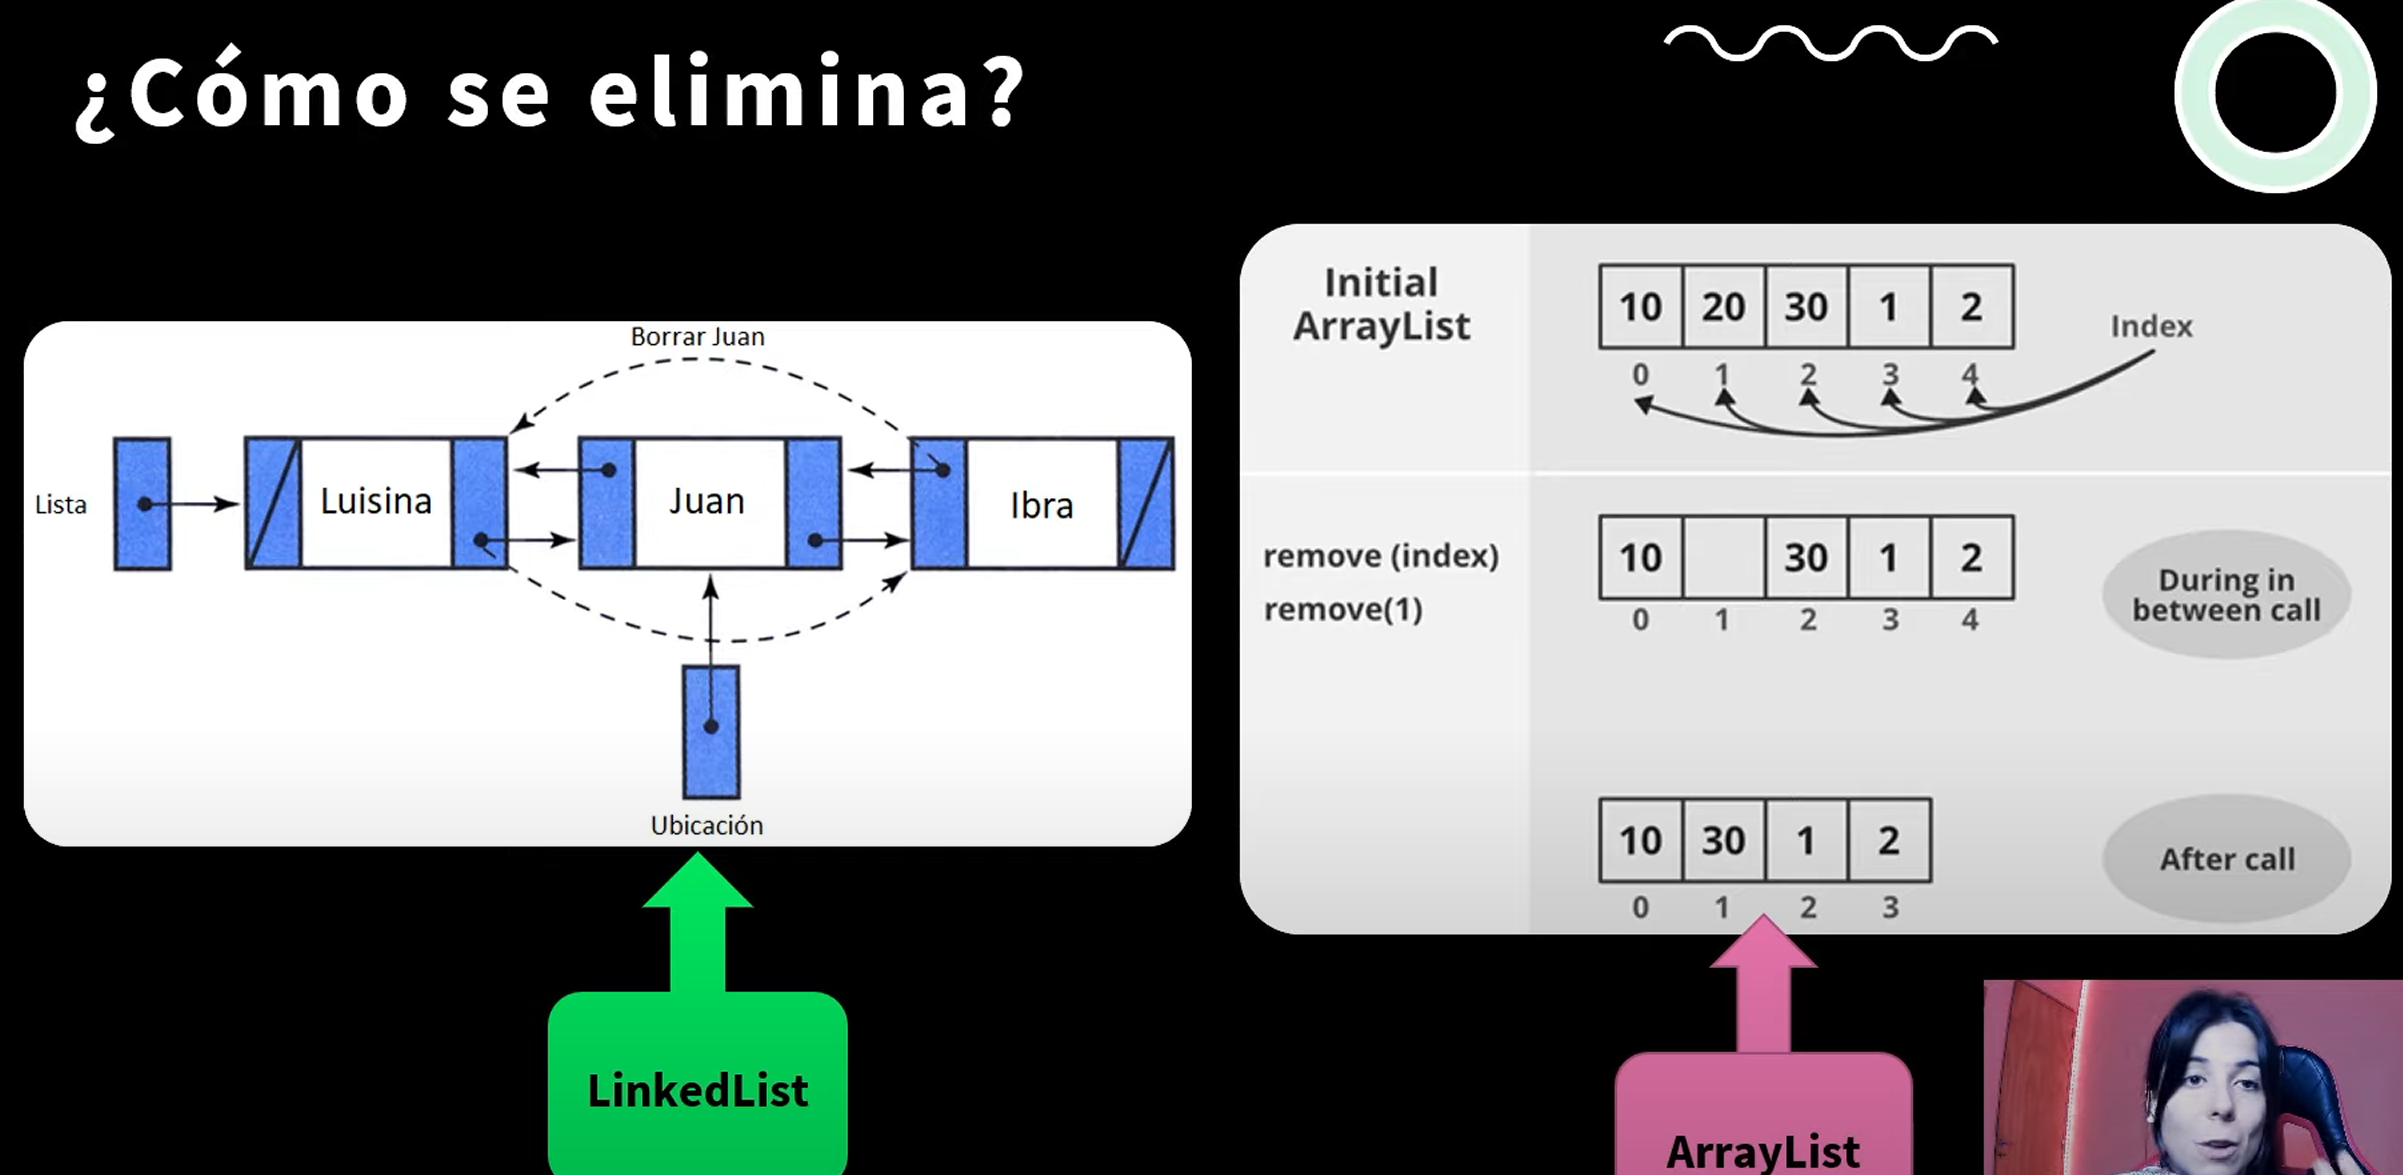 ¿Cómo se elimina?
Borrar Juan
Lista
Luisina
Juan
Ibra
Ubicación
LinkedList
Initial
ArrayList
10 20 30 1 2
0 1 2 3 4
Index
remove (index)
remove(1)
10 30 1 2
0 1 2 3 4
During in
between call
10 30 1 2
0 1 2 3
After call
ArrayList